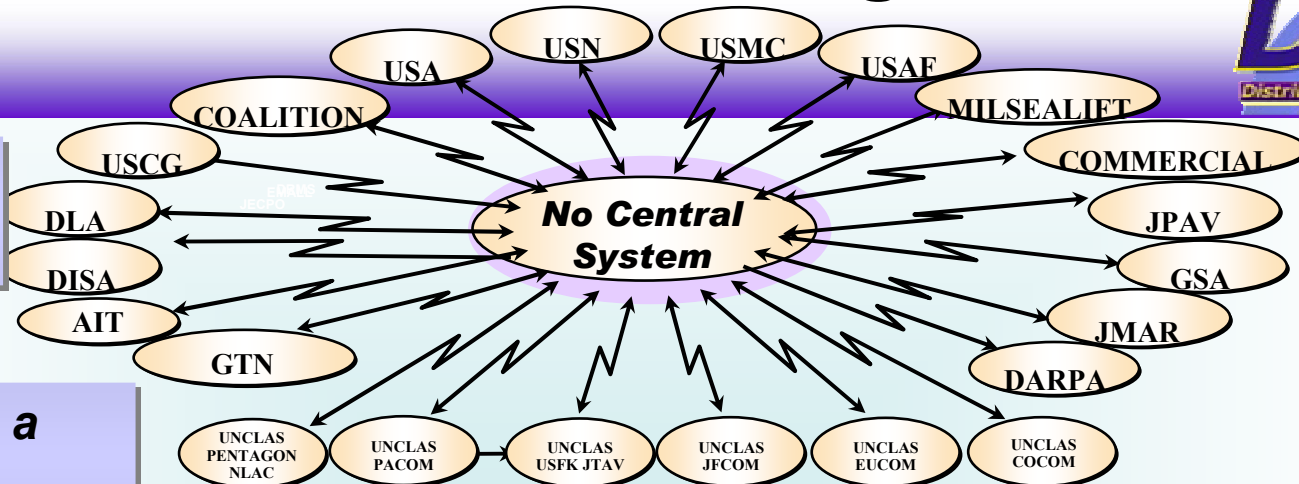 USN
USMC
USA
USAF
COALITION
MILSEALIFT
USCG
COMMERCIAL
DLA
JECPO
No Central
System
JPAV
DISA
GSA
AIT
JMAR
GTN
DARPA
a
UNCLAS
PENTAGON
NLAC
UNCLAS
PACOM
UNCLAS
USFK JTAV
UNCLAS
JFCOM
UNCLAS
EUCOM
UNCLAS
COCOM